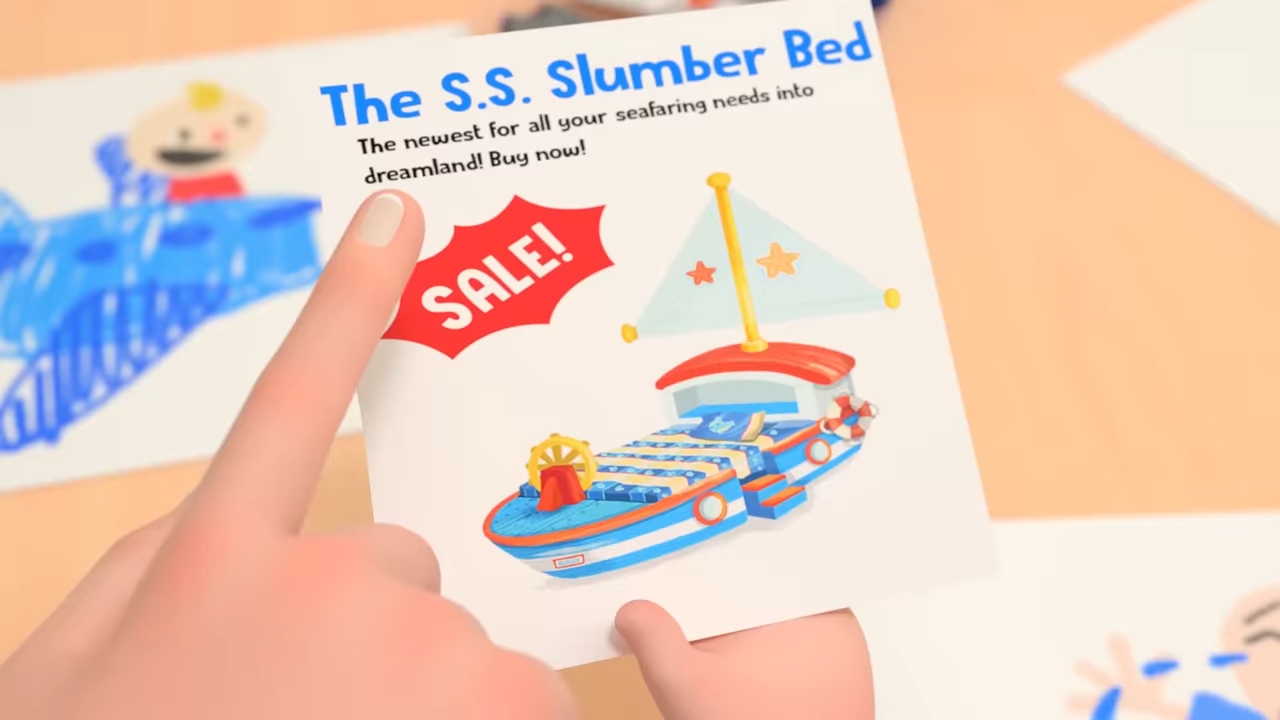 The S.S. Slumber Bed
The newest for all your seafaring needs into
dreamland! Buy now!
SALE!